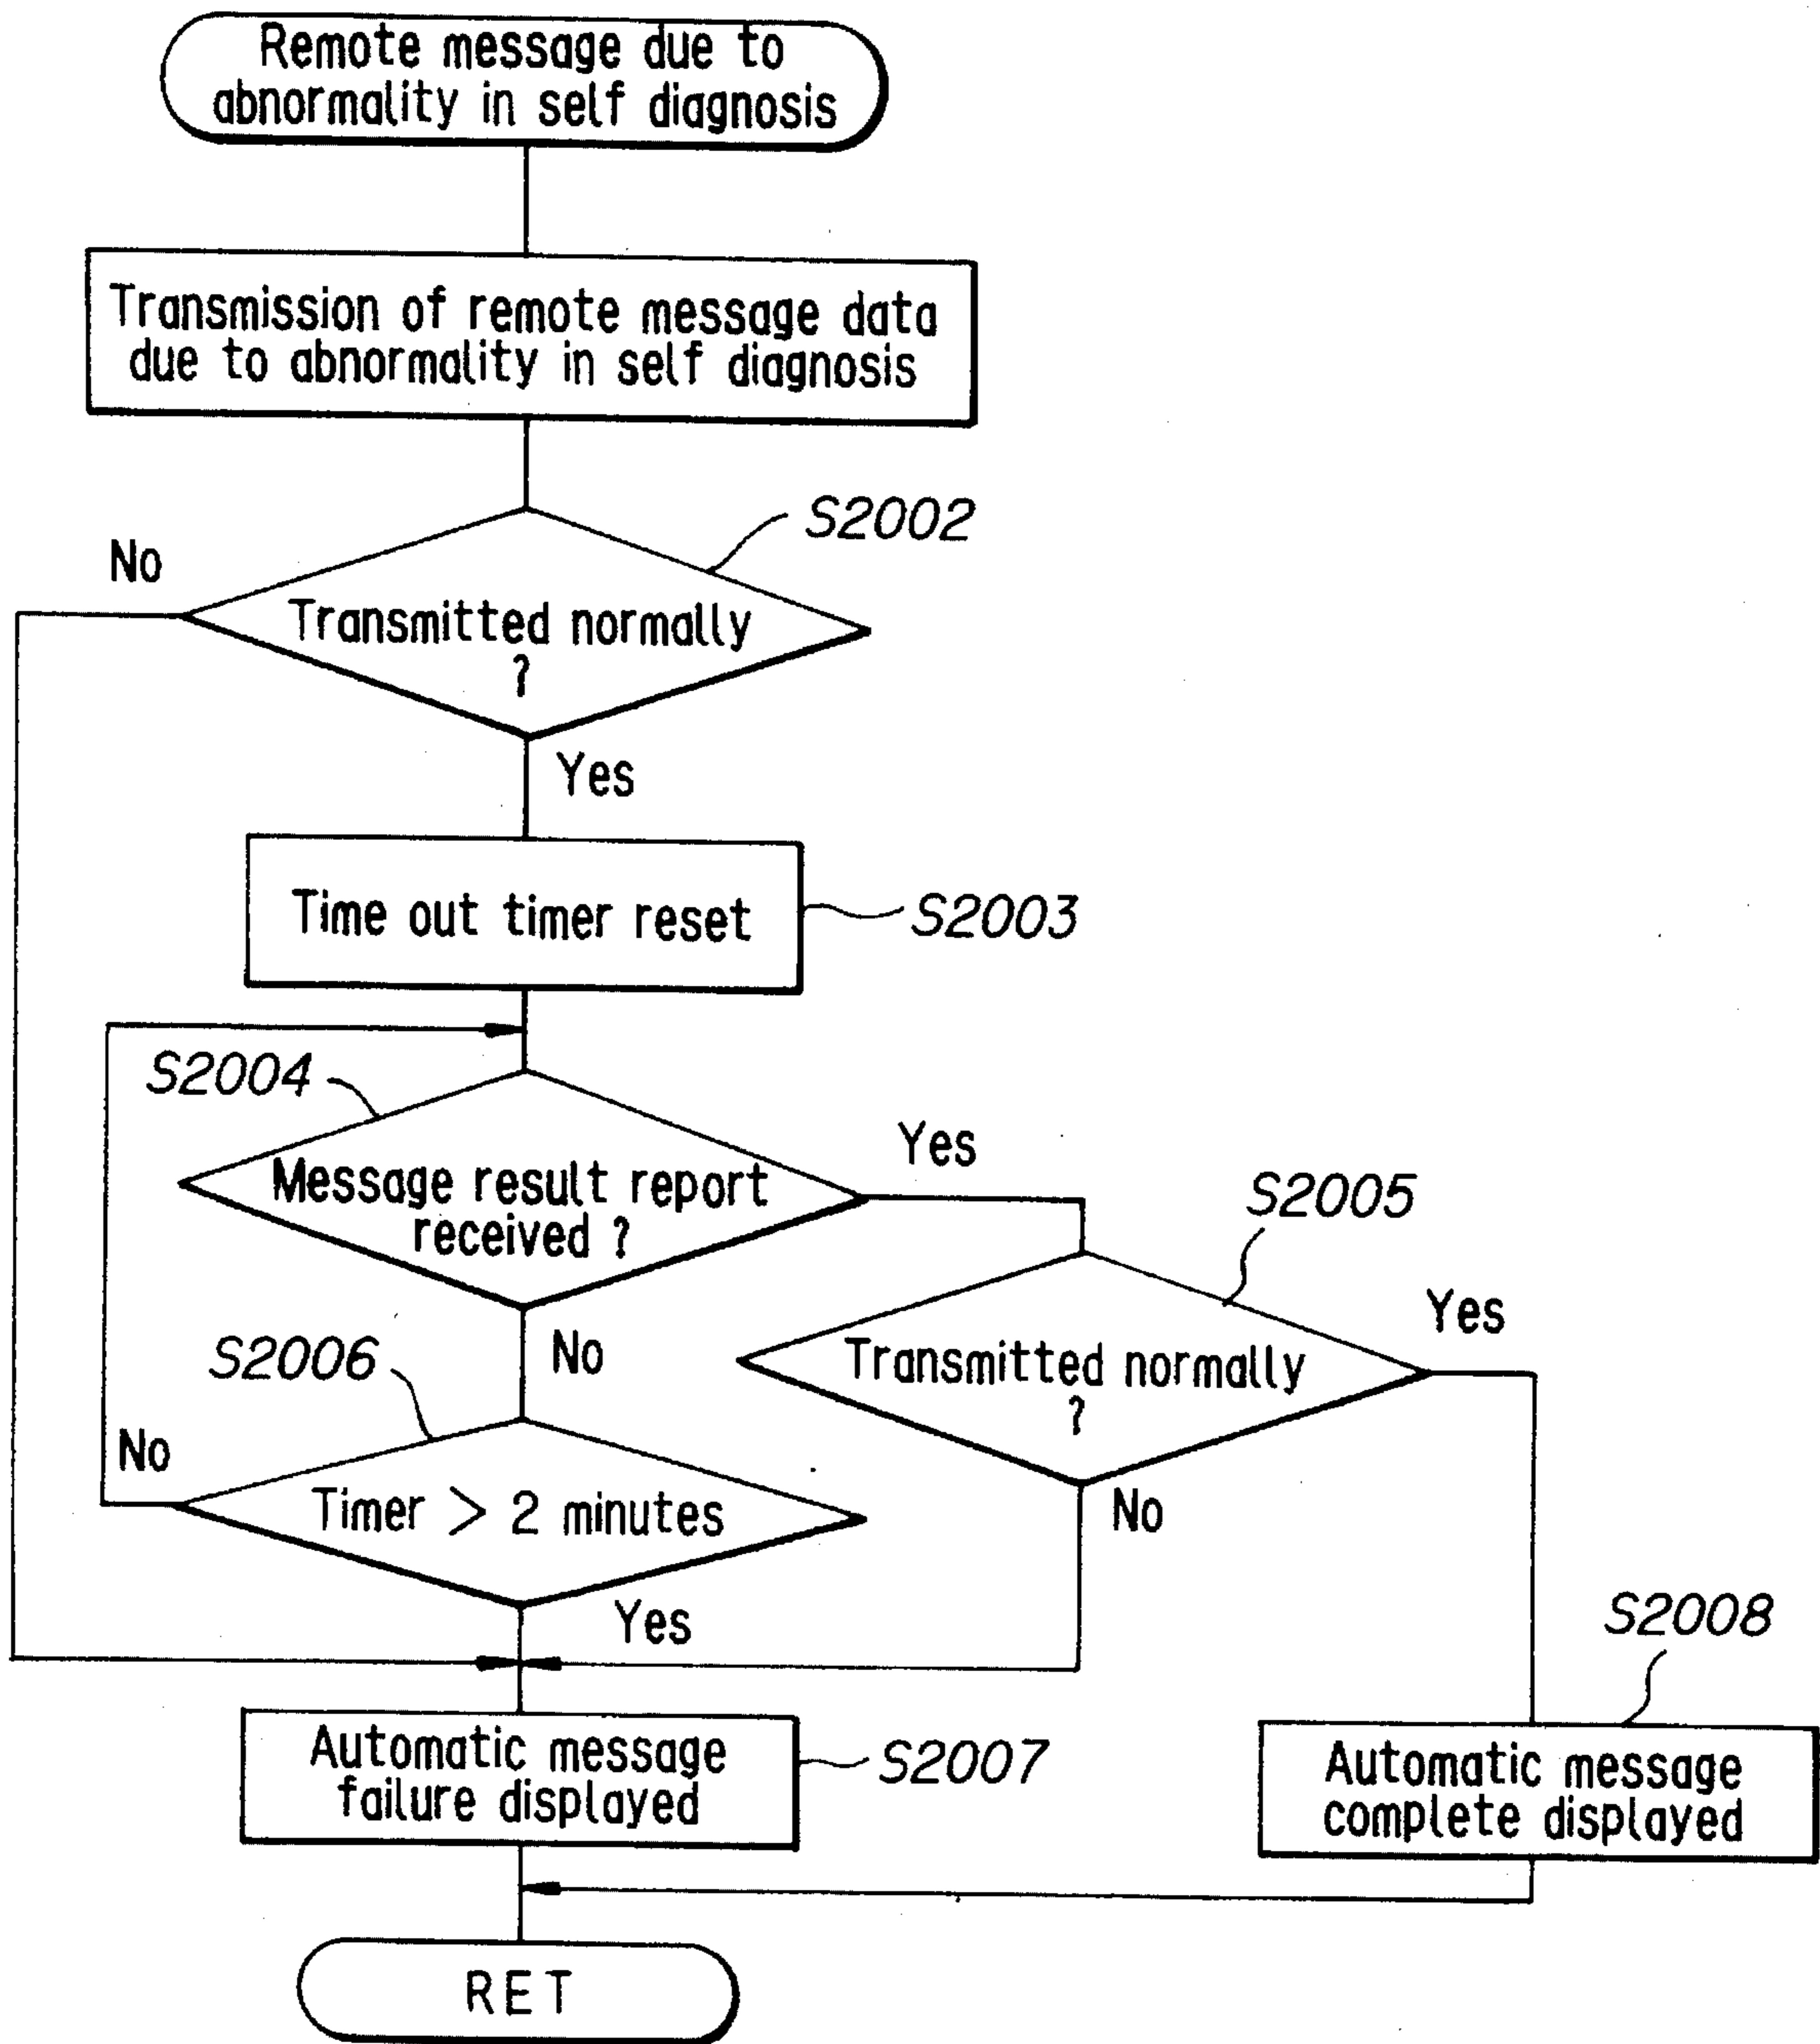 Remote message due to
abnormality in self diagnosis
Transmission of remote message data
due to abnormality in self diagnosis
S2002
No
Transmitted normally
?
Yes
Time out timer reset
S2003
S2004
Yes
Message result report
received ?
S2005
Yes
No
S2006
Transmitted normally
?
No
Timer > 2 minutes
No
Yes
S2008
Automatic message
failure displayed
S2007
Automatic message
complete displayed
RET